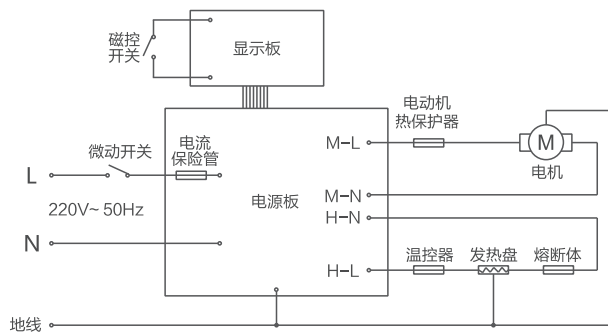 磁控
开关
显示板
电动机
热保护器
微动开关
电流
保险管
M-L
M
电机
L
220V~ 50Hz
电源板
M-N
H-N
N
温控器
发热盘
熔断体
H-L
地线